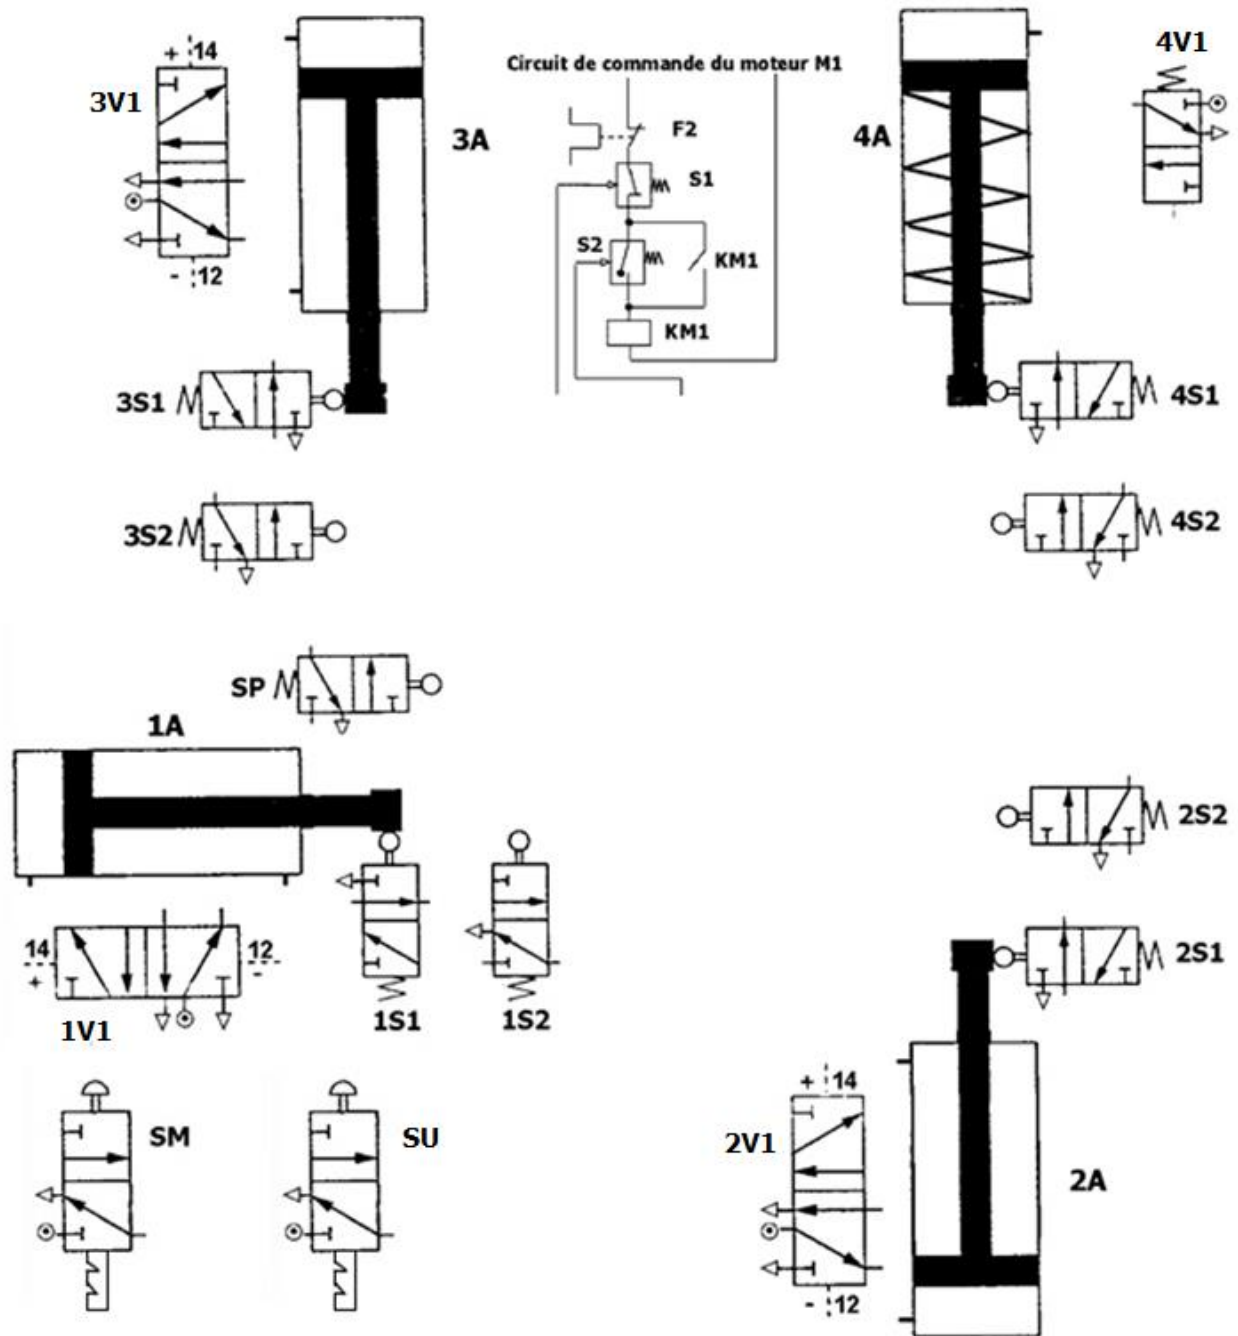 4V1
+ 14
Circuit de commande du moteur M1
3V1
F2
3A
4A
S1
S2
KM1
- 12
KM1
3S1
4S1
3S2
4S2
SP
1A
2S2
14
12
+
-
2S1
1V1
1S1
1S2
+ 14
SM
SU
2V1
2A
- 12